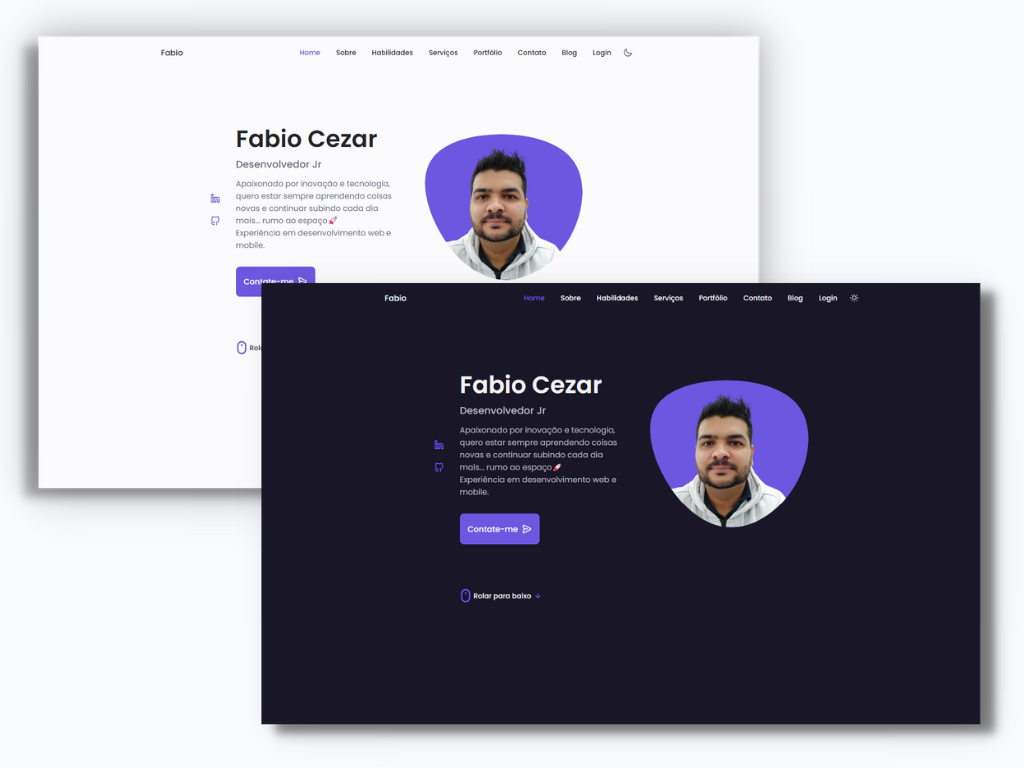 Fabio
Home Sobre Habilidades Serviços Portfólio Contato Blog Login
Fabio Cezar
Desenvolvedor Jr
Apaixonado por inovação e tecnologia,
quero estar sempre aprendendo coisas
novas e continuar subindo cada dia
mais... rumo ao espaço🚀
Experiência em desenvolvimento web e
mobile.
Contate-me
Fabio
Home Sobre Habilidades Serviços Portfólio Contato Blog Login
Fabio Cezar
Desenvolvedor Jr
Apaixonado por inovação e tecnologia,
quero estar sempre aprendendo coisas
novas e continuar subindo cada dia
mais... rumo ao espaço🚀
Experiência em desenvolvimento web e
mobile.
Contate-me
Rolar para baixo